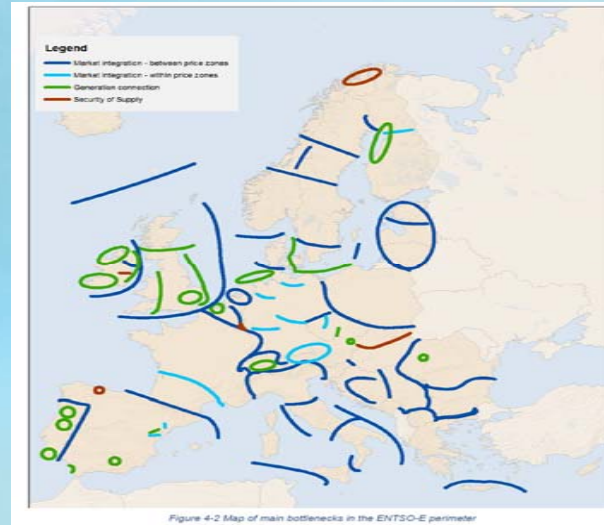 Legend
Market integration - between price zones
Market integration - within price zones
Generation connection
Security of Supply
Figure 4-2 Map of main bottlenecks in the ENTSO-E perimeter